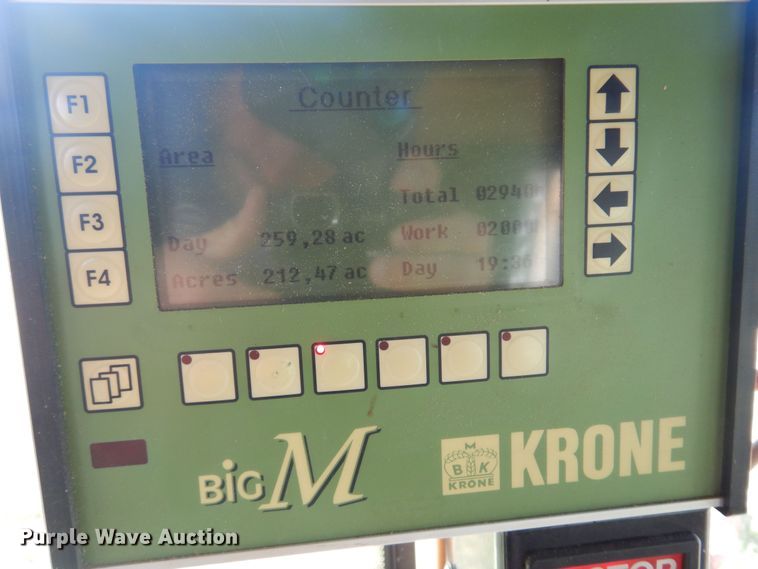 Counter
Area
Hours
Total
Day 259,28 ac
Work
Acres 212,47 ac
Day
F1
F2
F3
F4
BiG M
M
B K
KRONE
KRONE
Purple Wave Auction